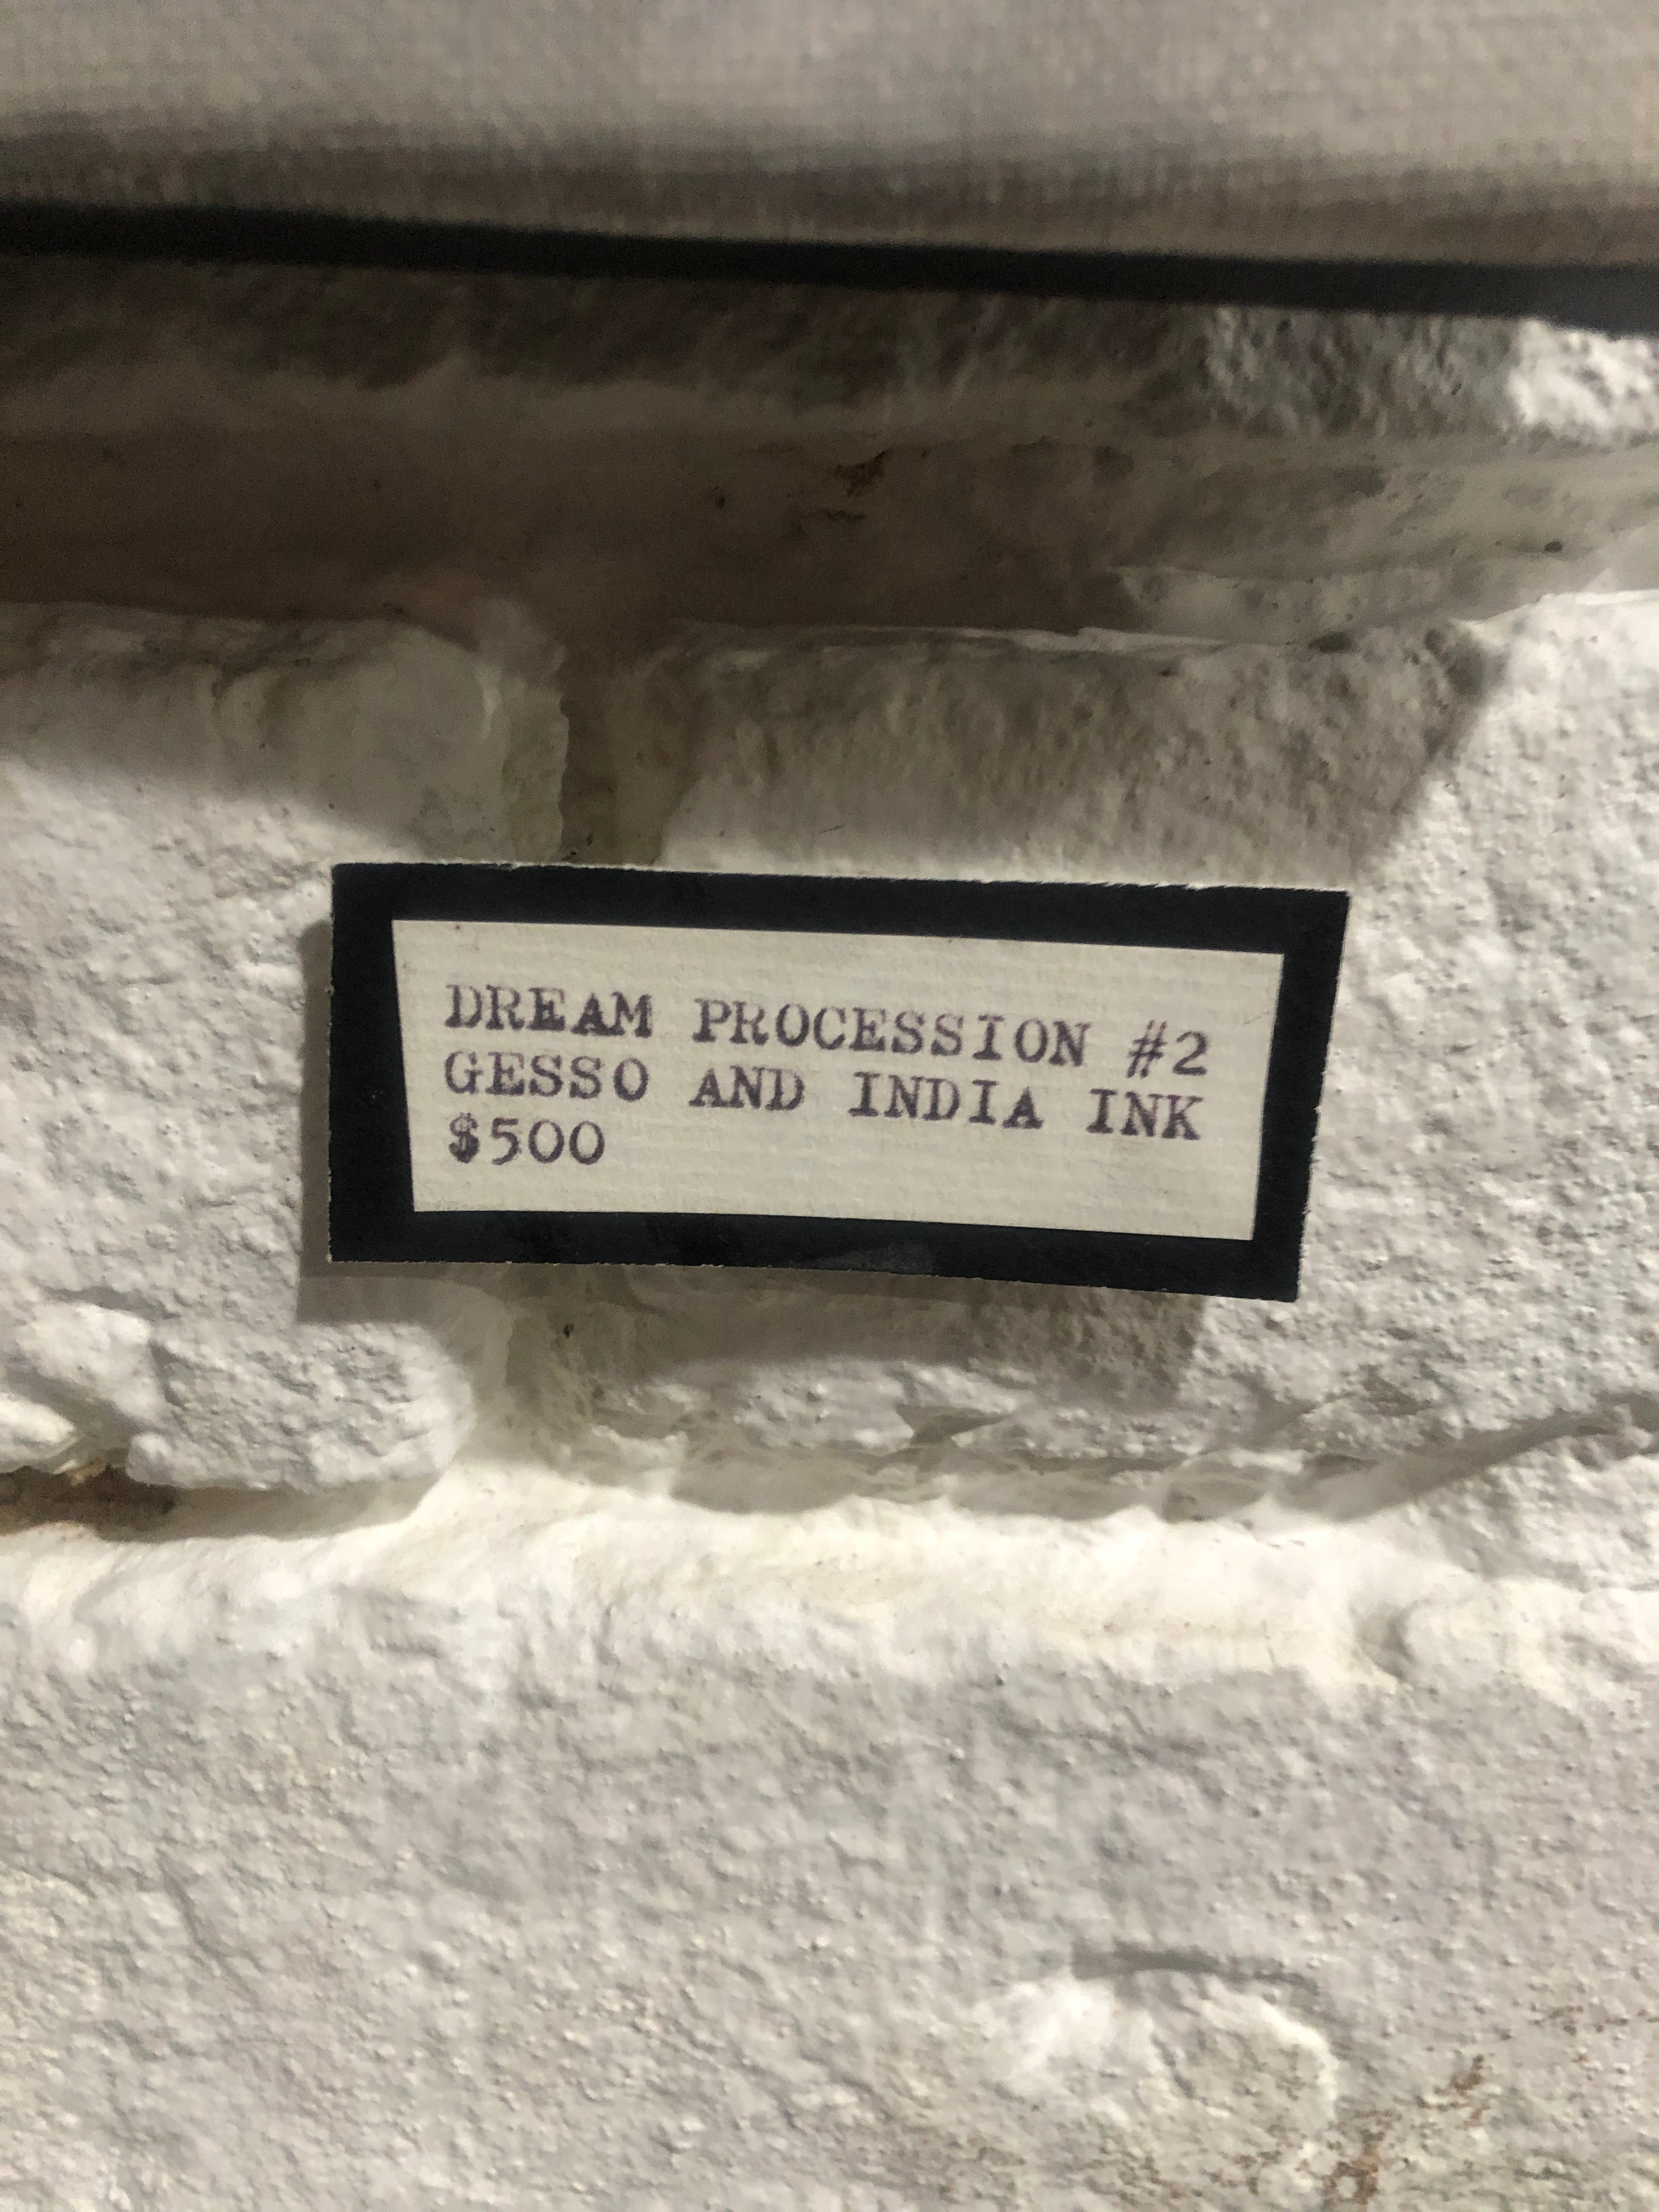 DREAM PROCESSION #2
GESSO AND INDIA INK
$500